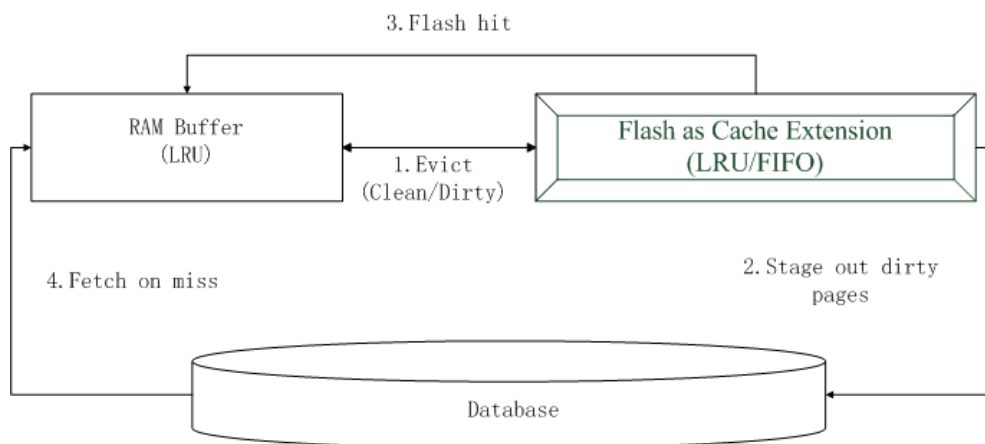 3.Flash hit
RAM Buffer
(LRU)
Flash as Cache Extension
(LRU/FIFO)
1.Evict
(Clean/Dirty)
4.Fetch on miss
2.Stage out dirty
pages
Database